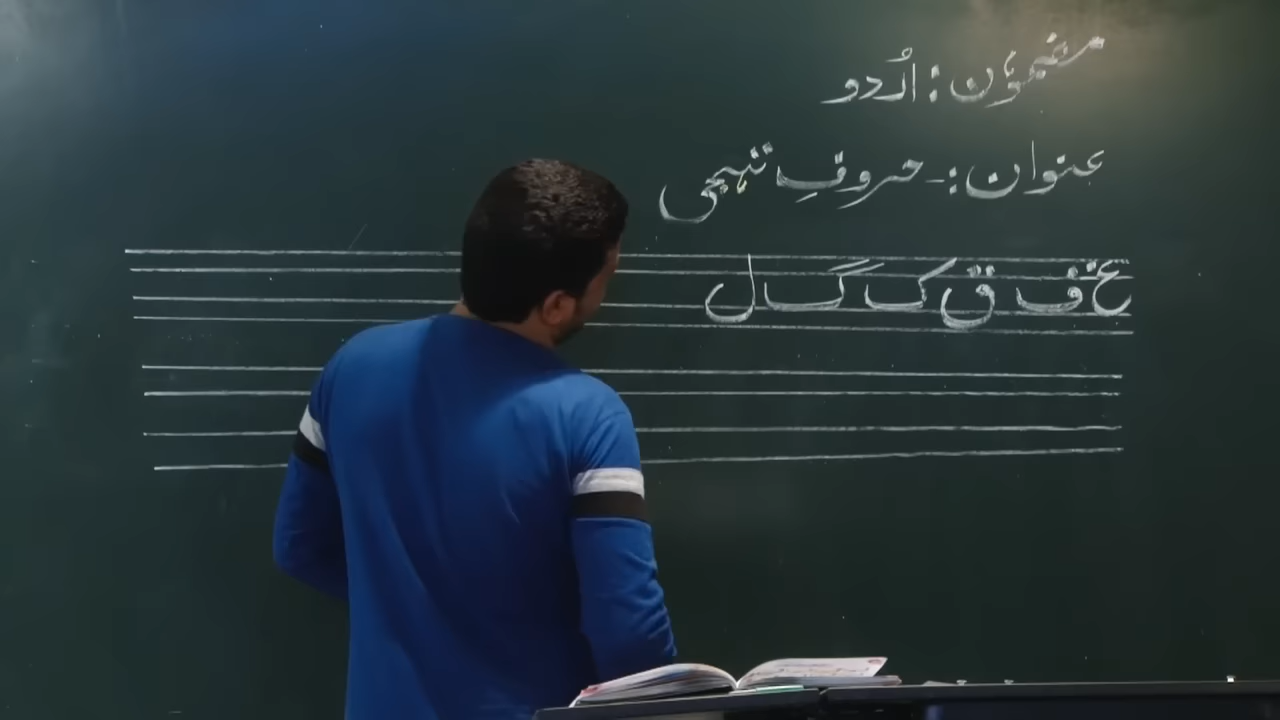 مضمون: اُردو
عنوان:- حروفِ تہجی
غ ف ق ک گ ل